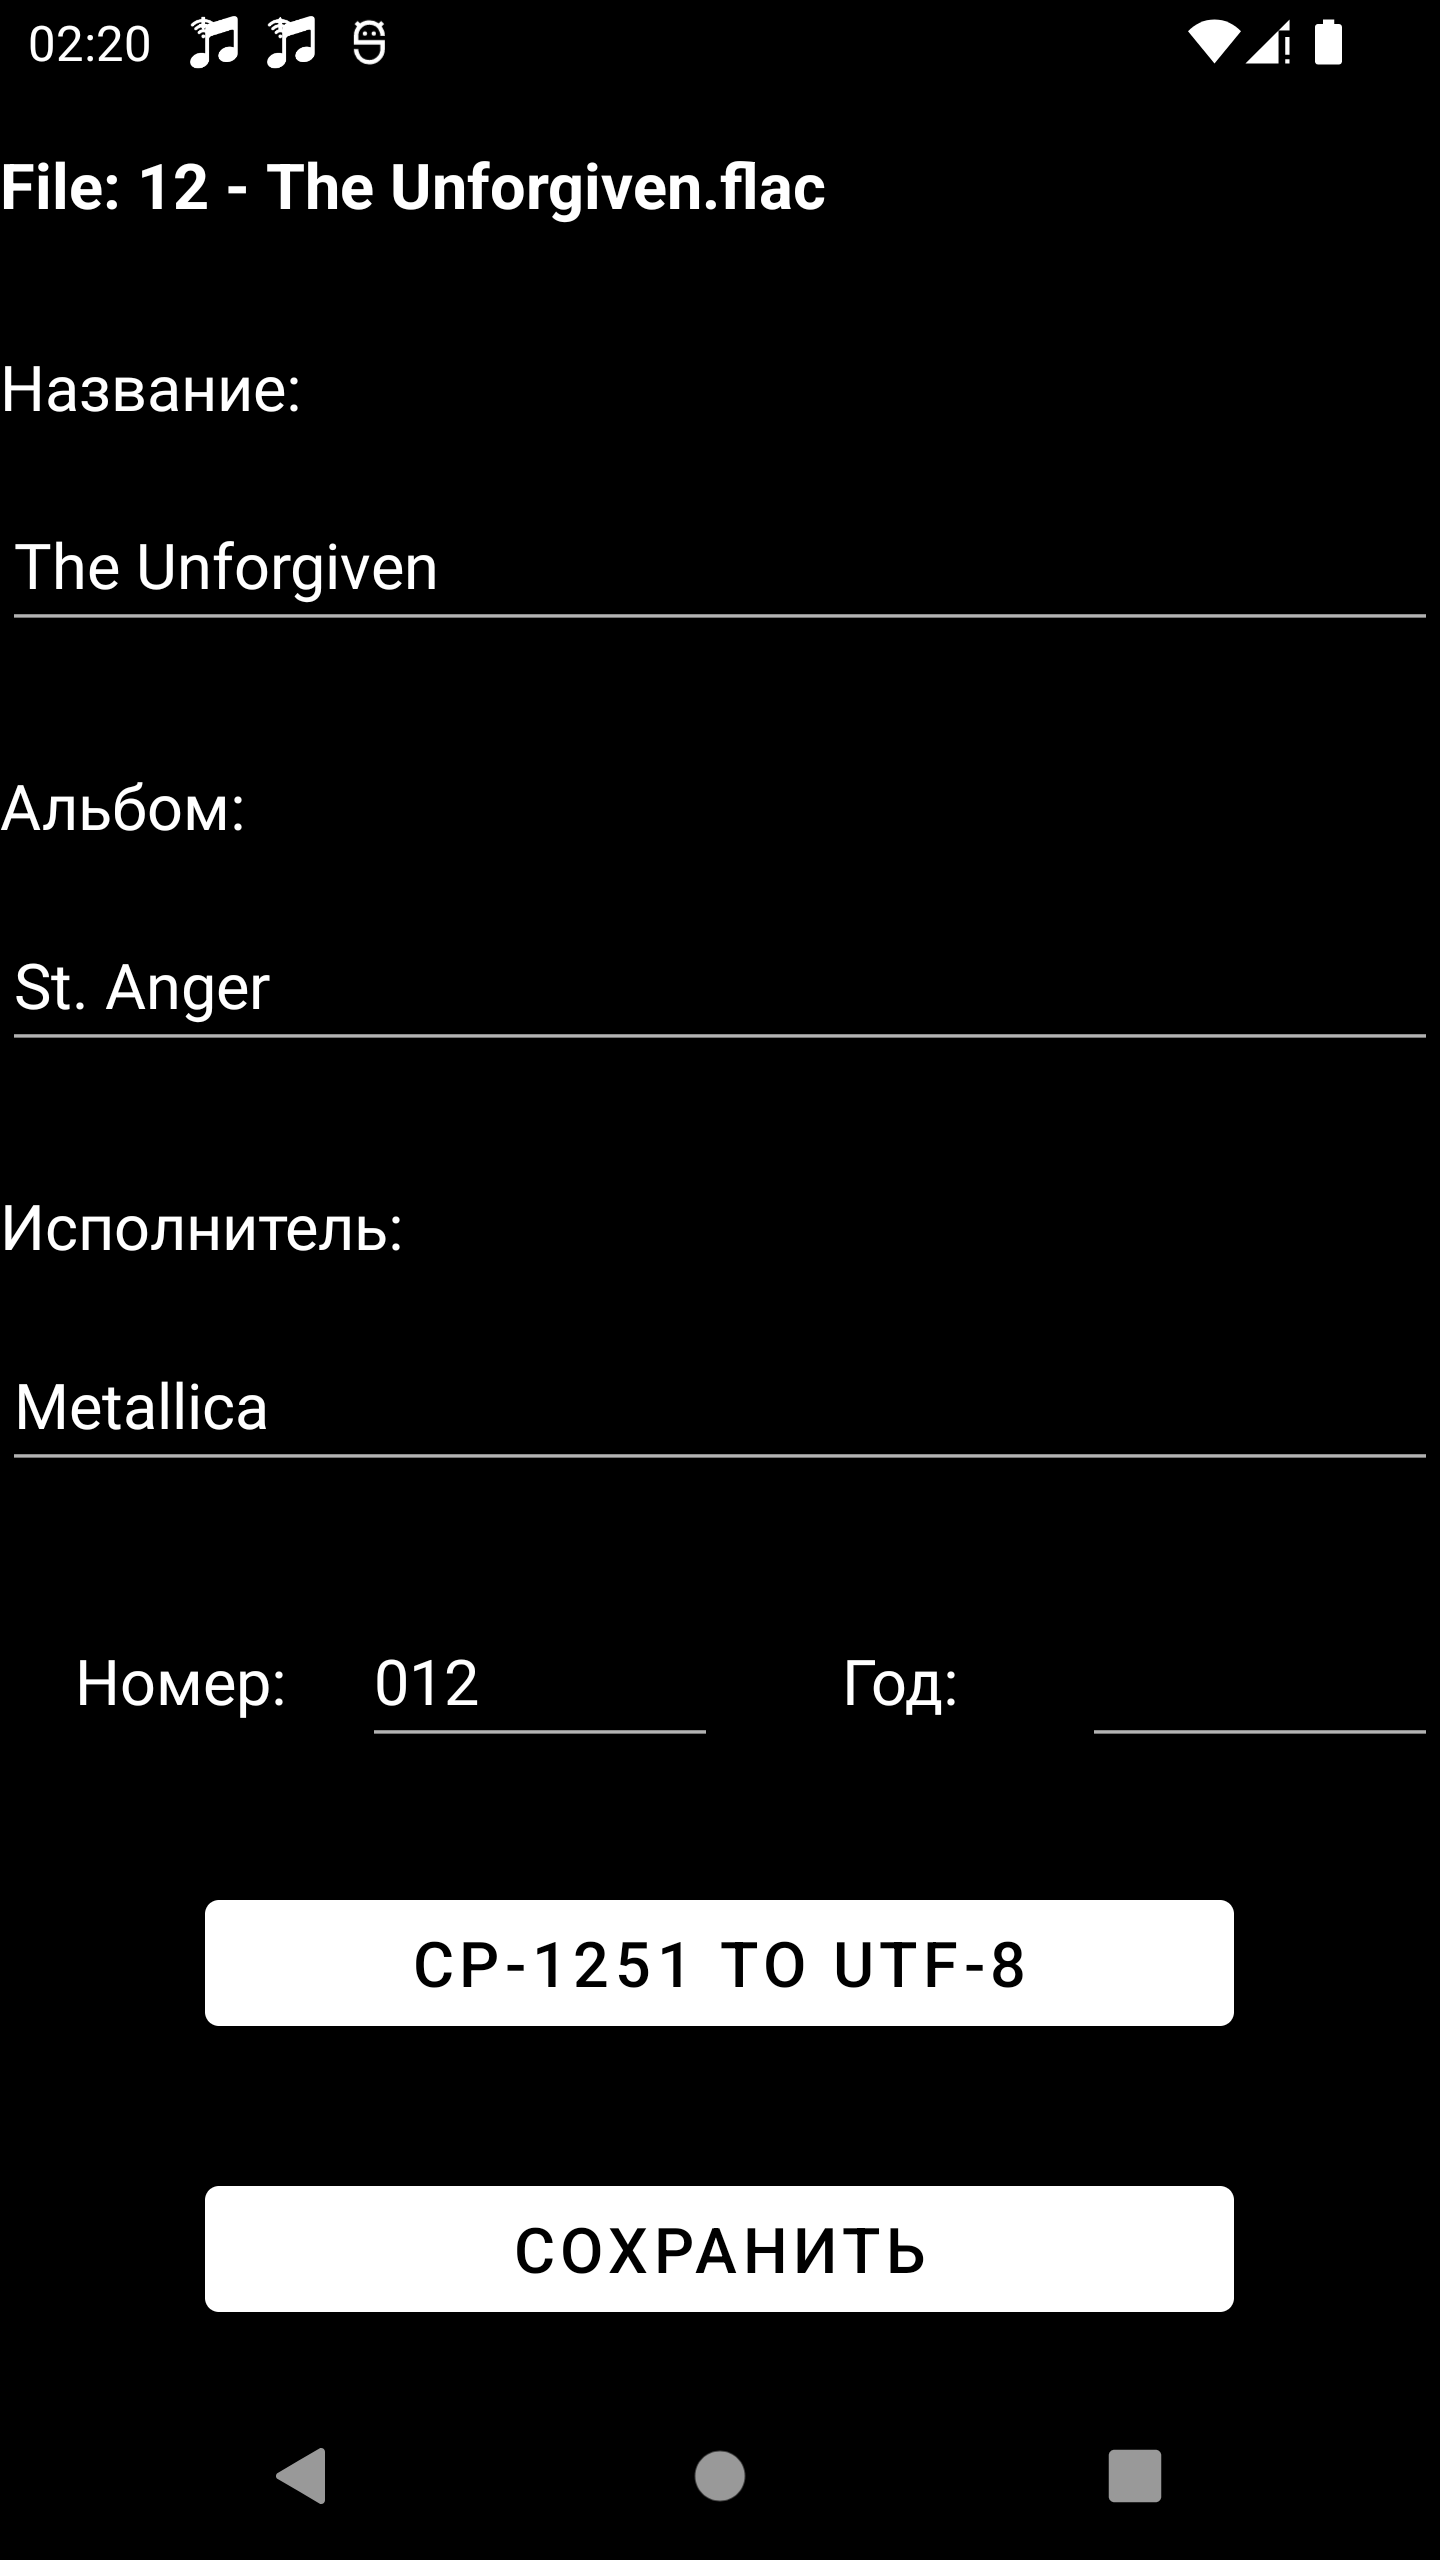 02:20
File: 12 - The Unforgiven.flac
Название:
The Unforgiven
Альбом:
St. Anger
Исполнитель:
Metallica
Номер: 012 Год:
CP-1251 TO UTF-8
СОХРАНИТЬ